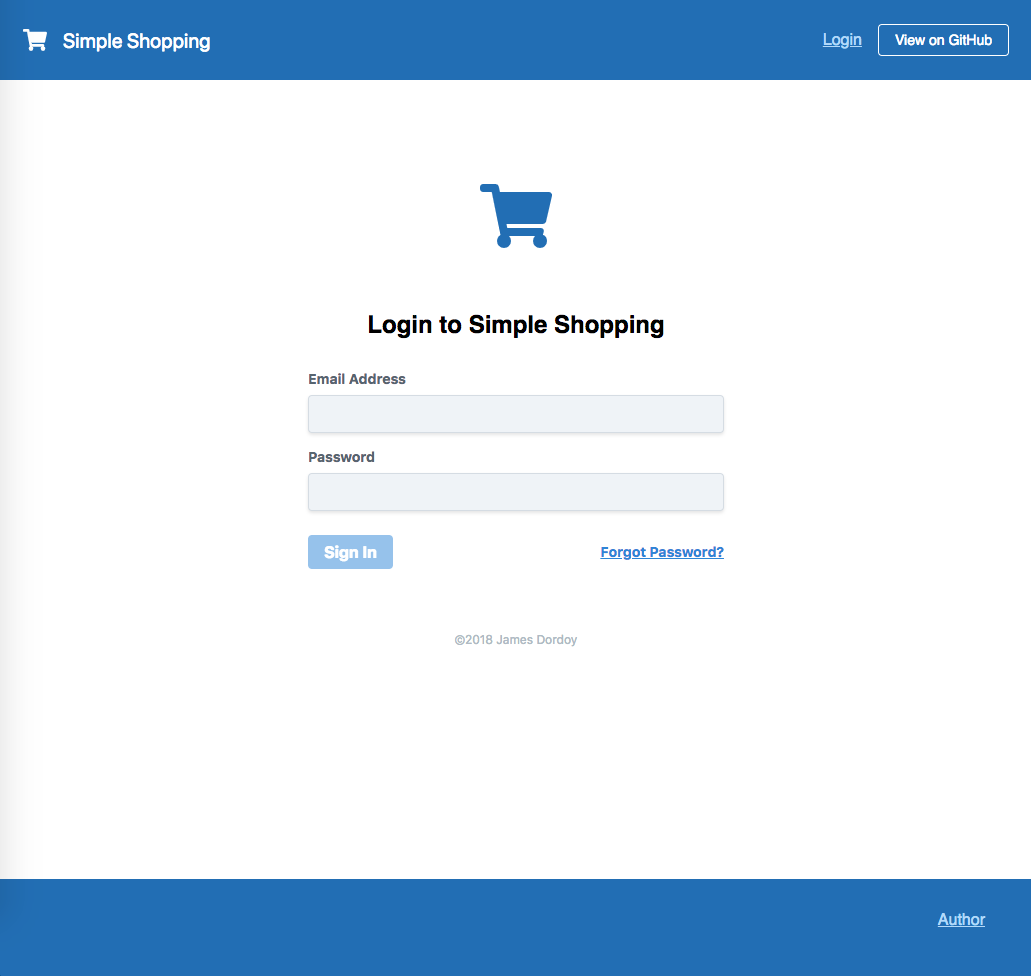 Simple Shopping
Login
View on GitHub
Login to Simple Shopping
Email Address
Password
Sign In
Forgot Password?
©2018 James Dordoy
Author